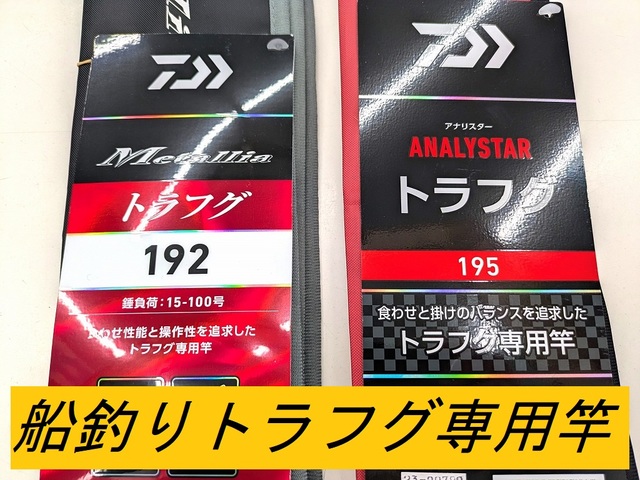 Metallia
トラフグ
192
錘負荷：15-100号
食わせ性能と操作性を追求した
トラフグ専用竿
アナリスター
ANALYSTAR
トラフグ
195
食わせと掛けのバランスを追求した
トラフグ専用竿
船釣りトラフグ専用竿